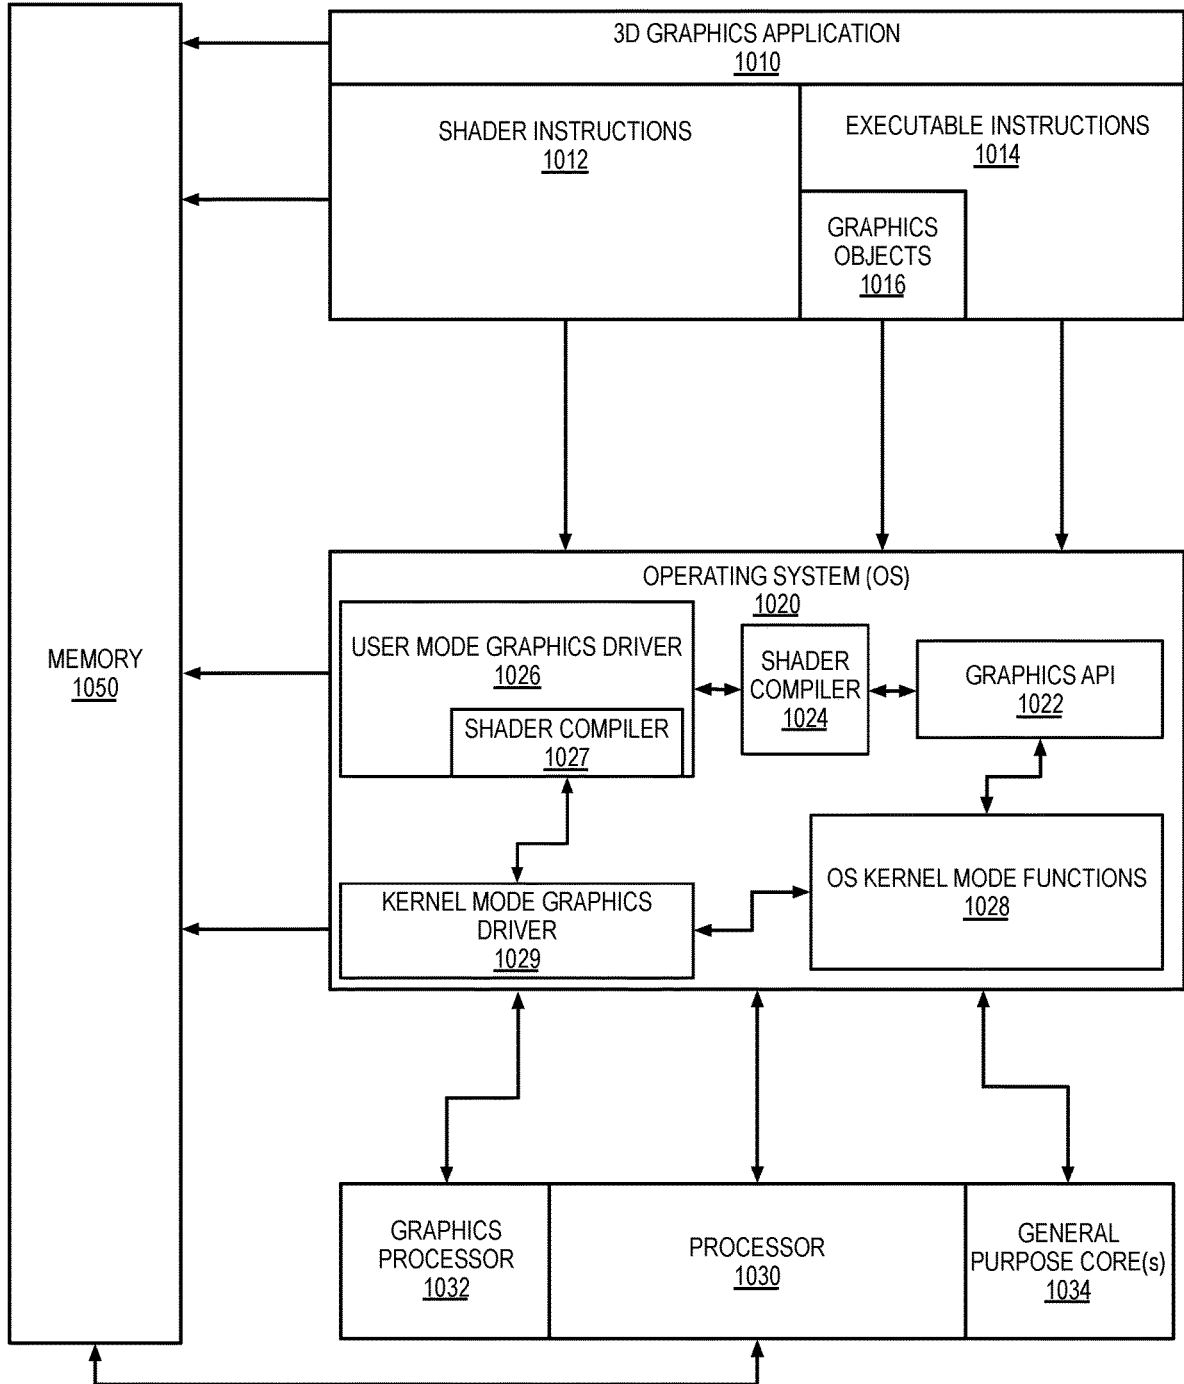 3D GRAPHICS APPLICATION
1010
SHADER INSTRUCTIONS
1012
EXECUTABLE INSTRUCTIONS
1014
GRAPHICS
OBJECTS
1016
MEMORY
1050
OPERATING SYSTEM (OS)
1020
USER MODE GRAPHICS DRIVER
1026
SHADER COMPILER
1027
SHADER
COMPILER
1024
GRAPHICS API
1022
KERNEL MODE GRAPHICS
DRIVER
1029
OS KERNEL MODE FUNCTIONS
1028
GRAPHICS
PROCESSOR
1032
PROCESSOR
1030
GENERAL
PURPOSE CORE(s)
1034